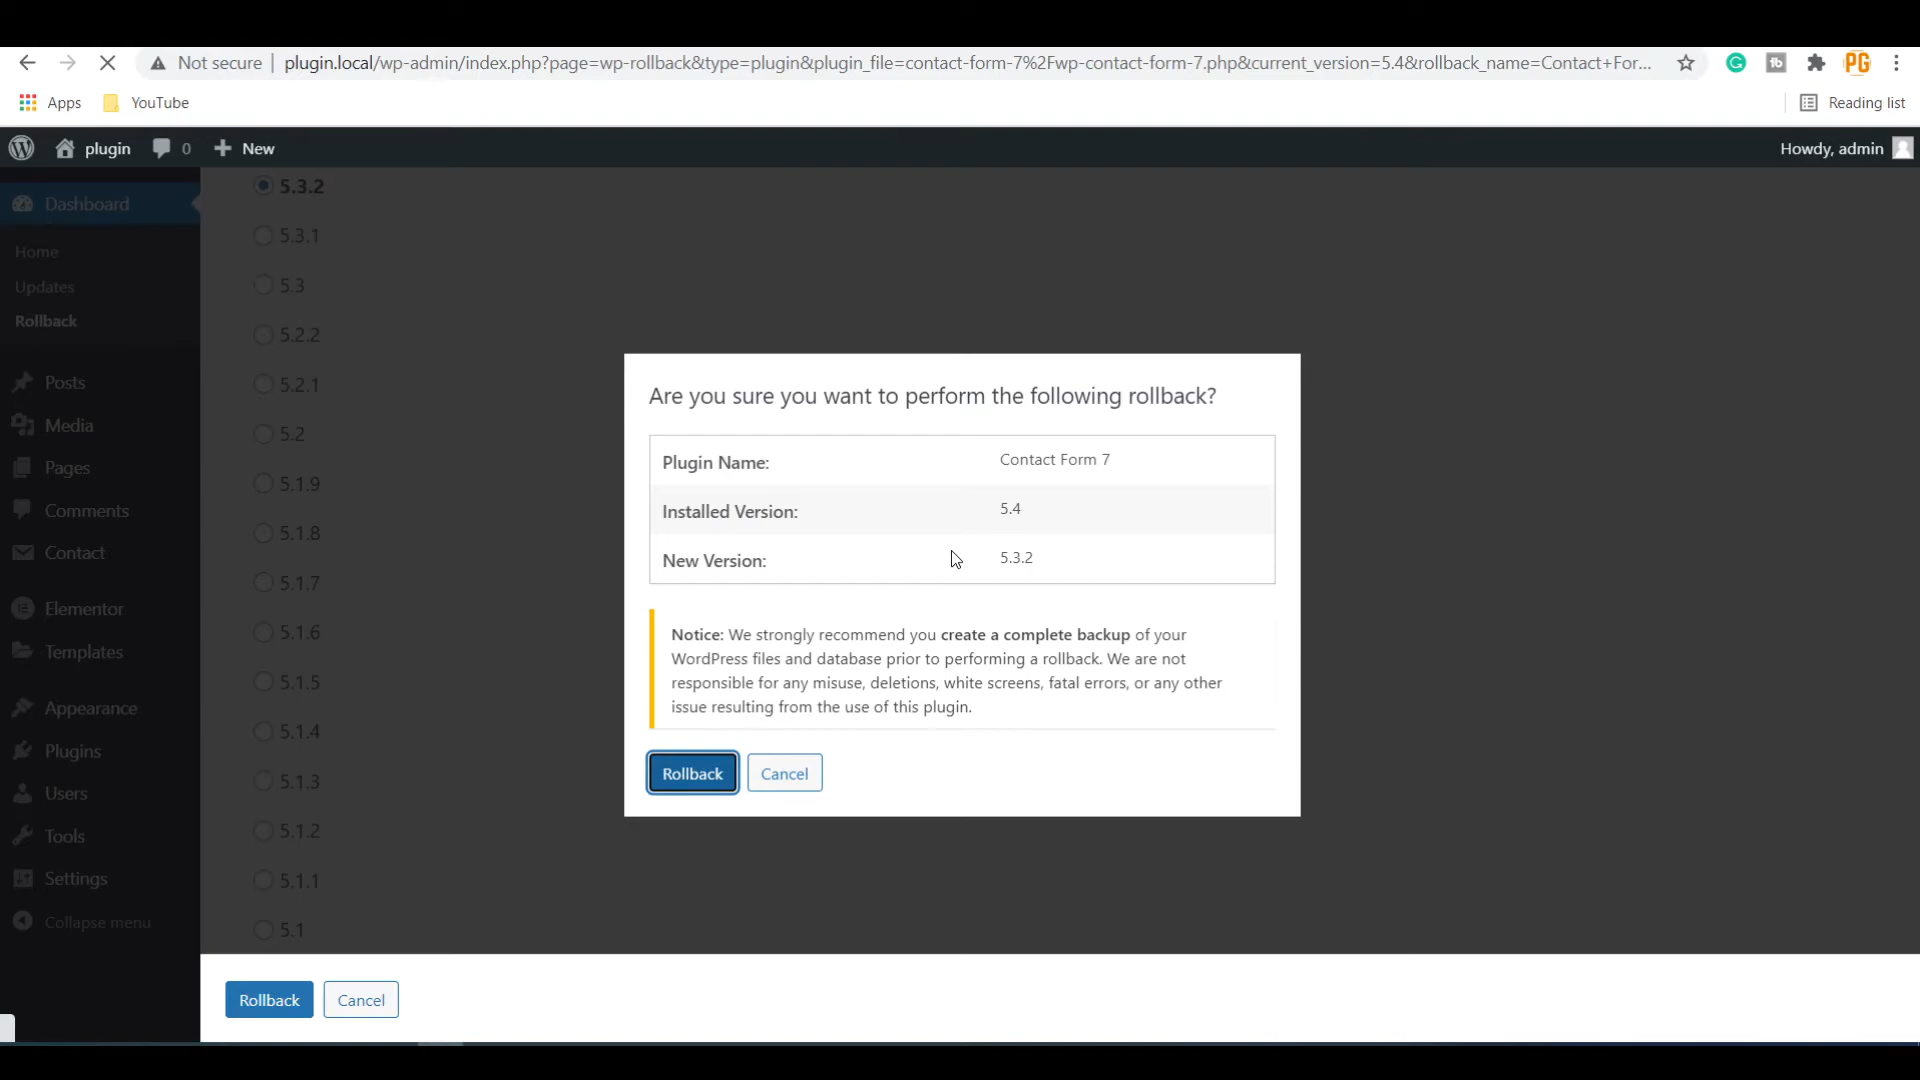 Not secure plugin.local/wp-admin/index.php?page=wp-rollback&type=plugin&plugin_file=contact-form-7%2Fwp-contact-form-7.php&current_version=5.4&rollback_name=Contact+For...
PG
Apps YouTube Reading list
plugin 0 New Howdy, admin
Dashboard
Home
Updates
Rollback
Posts
Media
Pages
Comments
Contact
Elementor
Templates
Appearance
Plugins
Users
Tools
Settings
Collapse menu
5.3.2
5.3.1
5.3
5.2.2
5.2.1
5.2
5.1.9
5.1.8
5.1.7
5.1.6
5.1.5
5.1.4
5.1.3
5.1.2
5.1.1
5.1
Are you sure you want to perform the following rollback?
Plugin Name: Contact Form 7
Installed Version: 5.4
New Version: 5.3.2
Notice: We strongly recommend you create a complete backup of your
WordPress files and database prior to performing a rollback. We are not
responsible for any misuse, deletions, white screens, fatal errors, or any other
issue resulting from the use of this plugin.
Rollback Cancel
Rollback Cancel